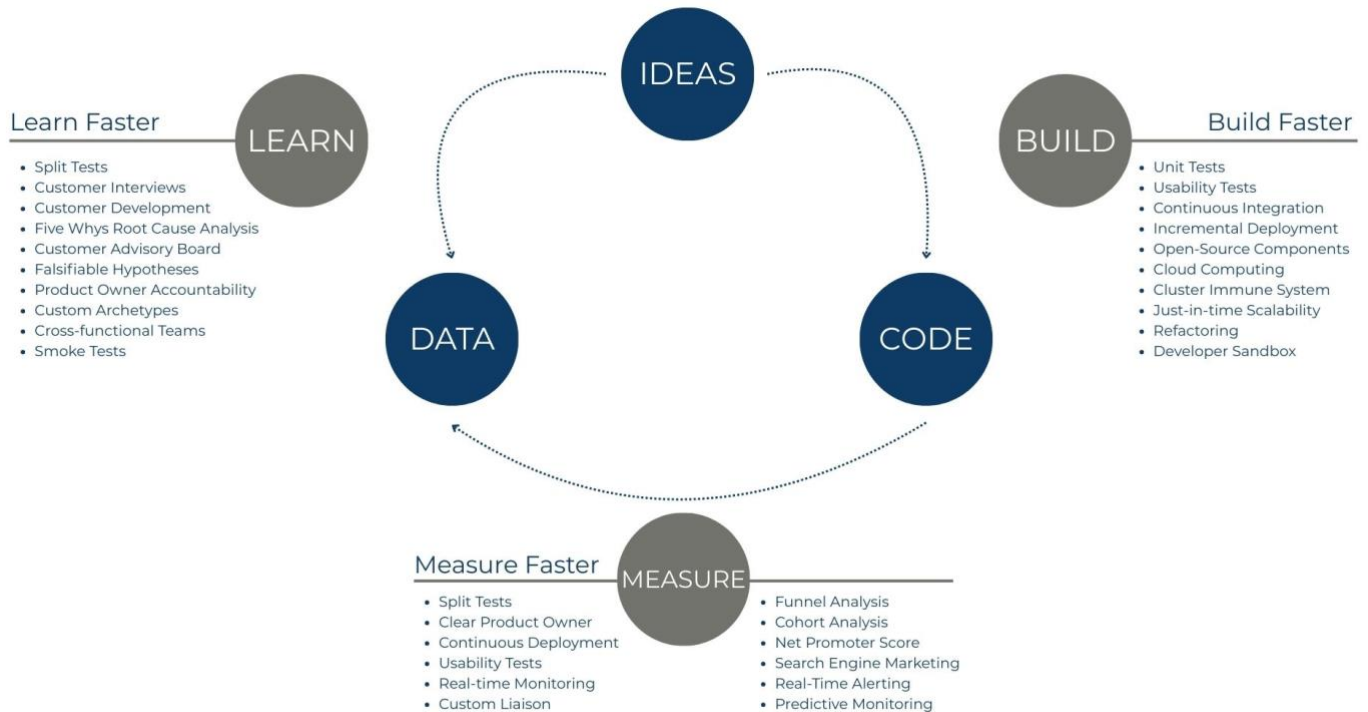 IDEAS
LEARN
Learn Faster
Split Tests
Customer Interviews
Customer Development
Five Whys Root Cause Analysis
Customer Advisory Board
Falsifiable Hypotheses
Product Owner Accountability
Custom Archetypes
Cross-functional Teams
Smoke Tests
BUILD
Build Faster
Unit Tests
Usability Tests
Continuous Integration
Incremental Deployment
Open-Source Components
Cloud Computing
Cluster Immune System
Just-in-time Scalability
Refactoring
Developer Sandbox
DATA
CODE
Measure Faster
MEASURE
Split Tests
Clear Product Owner
Continuous Deployment
Usability Tests
Real-time Monitoring
Custom Liaison
Funnel Analysis
Cohort Analysis
Net Promoter Score
Search Engine Marketing
Real-Time Alerting
Predictive Monitoring